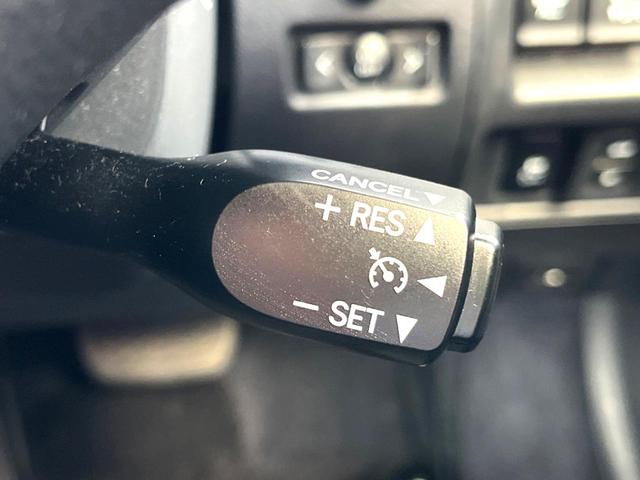 CANCEL ▼
+ RES ▲
◀
− SET ▼